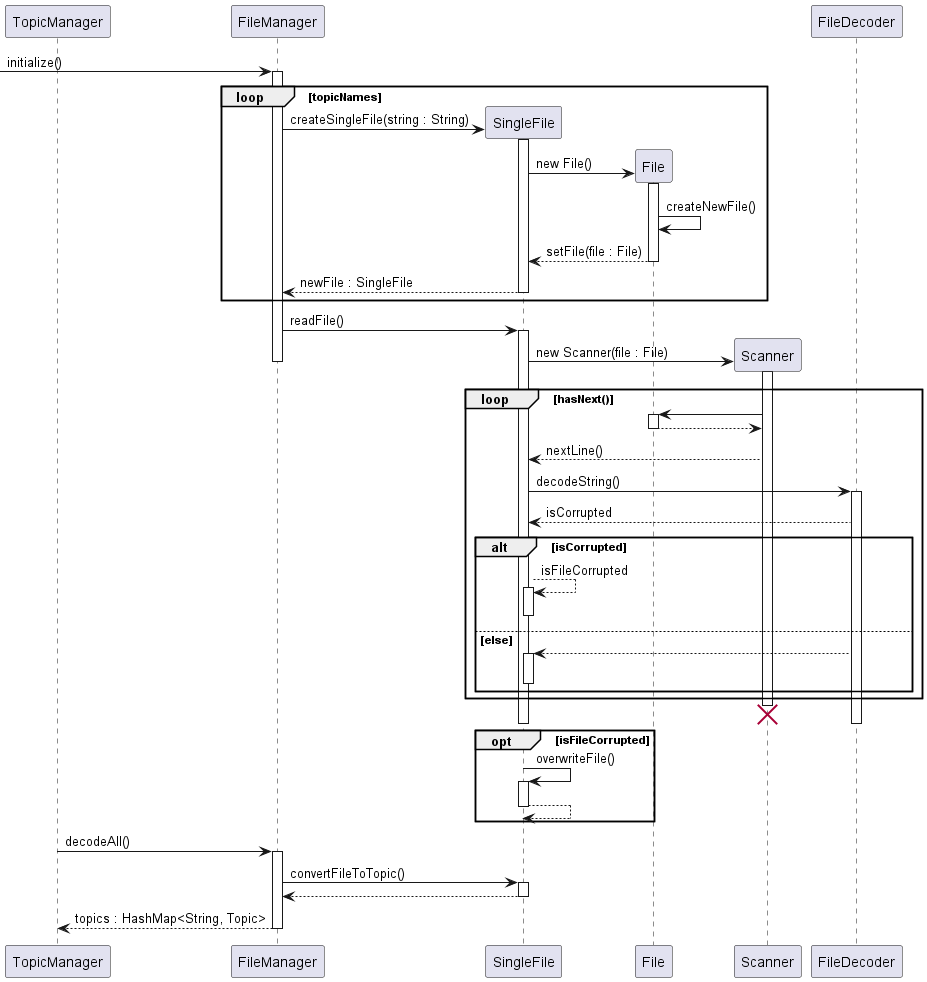 TopicManager FileManager FileDecoder
initialize()
loop [topicNames]
createSingleFile(string : String) SingleFile
new File() File
createNewFile()
setFile(file : File)
newFile : SingleFile
readFile()
new Scanner(file : File) Scanner
loop [hasNext()]
nextLine()
decodeString()
isCorrupted
alt [isCorrupted]
isFileCorrupted
[else]
opt [isFileCorrupted]
overwriteFile()
decodeAll()
convertFileToTopic()
topics : HashMap<String, Topic>
TopicManager FileManager SingleFile File Scanner FileDecoder